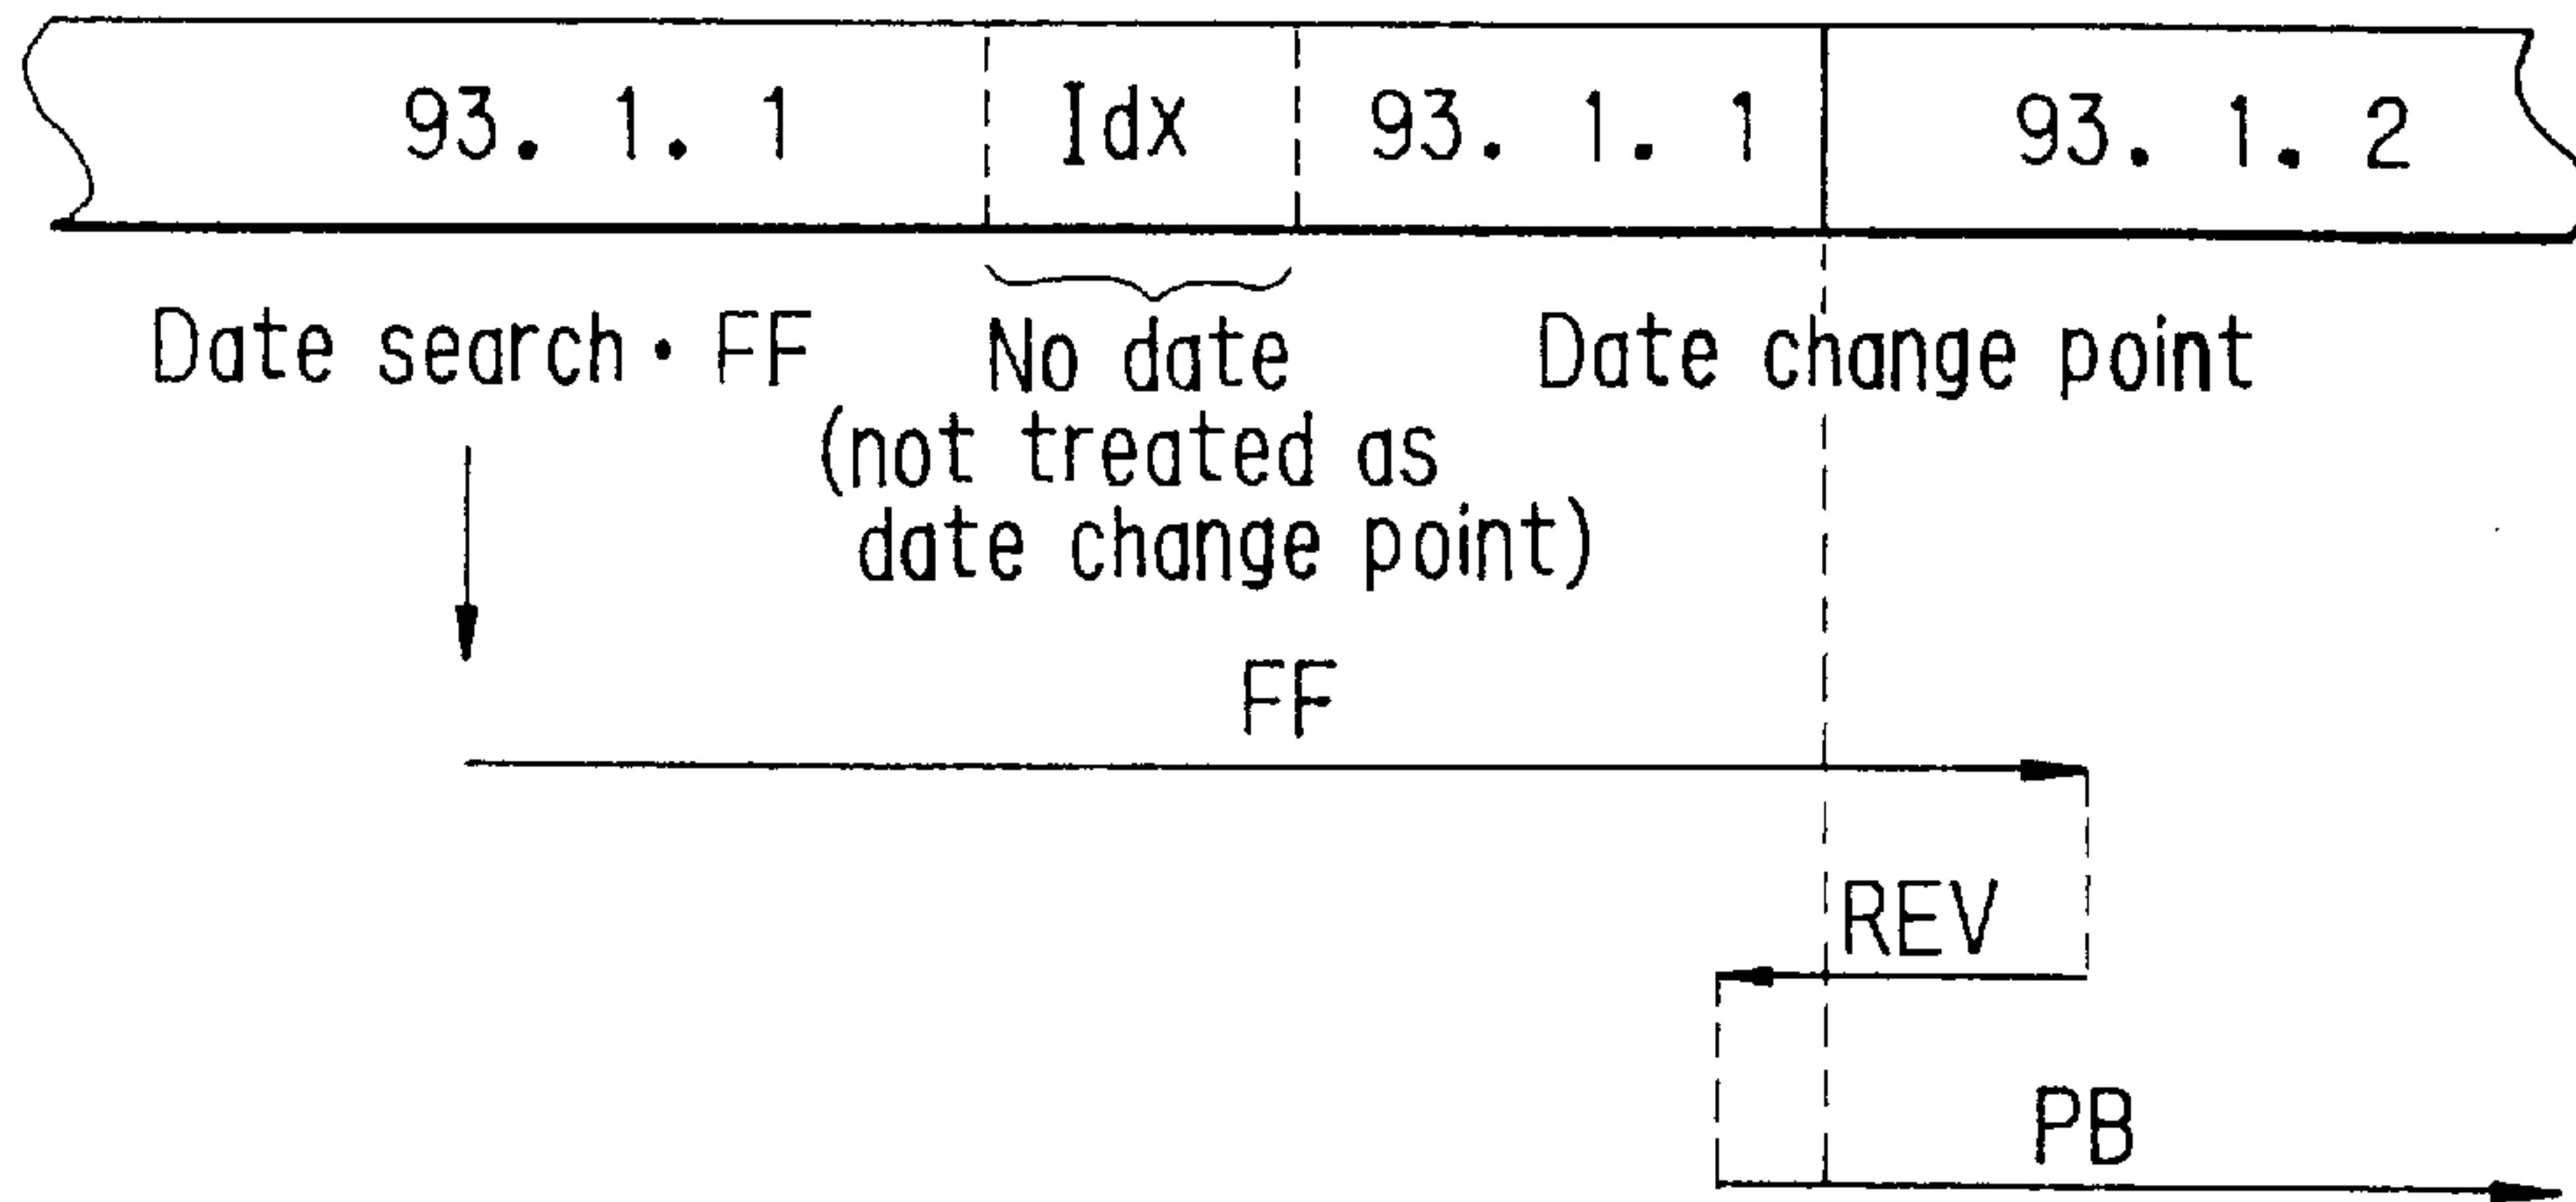 93. 1. 1 Idx 93. 1. 1 93. 1. 2
Date search · FF
No date
(not treated as
date change point)
Date change point
FF
REV
PB